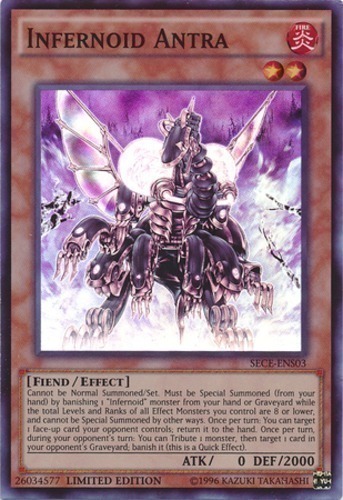 INFERNOID ANTRA
FIRE
炎
SECE-ENS03
[FIEND / EFFECT]
Cannot be Normal Summoned/Set. Must be Special Summoned (from your
hand) by banishing 1 "Infernoid" monster from your hand or Graveyard while
the total Levels and Ranks of all Effect Monsters you control are 8 or lower,
and cannot be Special Summoned by other ways. Once per turn: You can target
1 face-up card your opponent controls; return it to the hand. Once per turn,
during your opponent's turn: You can Tribute 1 monster, then target 1 card in
your opponent's Graveyard; banish it (this is a Quick Effect).
ATK/ 0 DEF/2000
26034577 LIMITED EDITION ©1996 KAZUKI TAKAHASHI